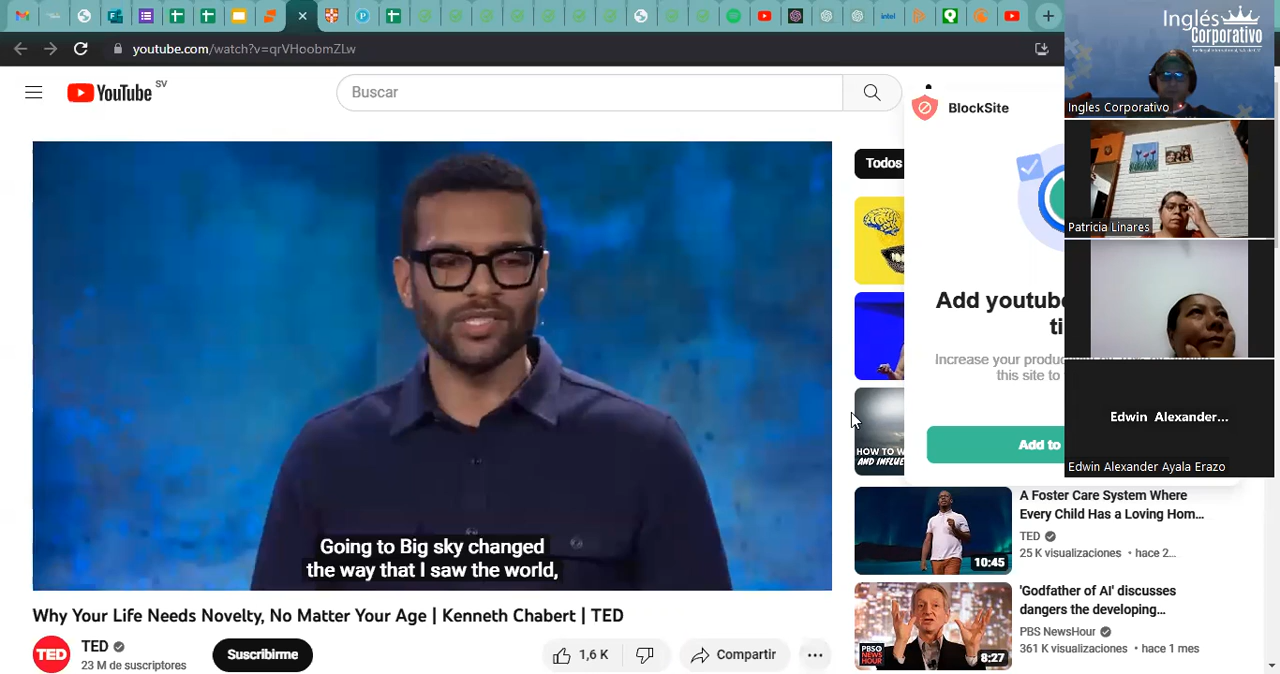 youtube.com/watch?v=qrVHoobmZLw
YouTube SV
Buscar
BlockSite
Todos
Add youtube
ti
Increase your produ
this site to
Add to
HOW TO W
AND INFLUE
Going to Big sky changed
the way that I saw the world,
Why Your Life Needs Novelty, No Matter Your Age | Kenneth Chabert | TED
TED
TED
23 M de suscriptores
Suscribirme
1,6 K
Compartir
10:45
A Foster Care System Where
Every Child Has a Loving Hom...
TED
25 K visualizaciones • hace 2...
PBS
NEWS
HOUR
8:27
'Godfather of AI' discusses
dangers the developing...
PBS NewsHour
361 K visualizaciones • hace 1 mes
Inglés
Corporativo
Ingles Corporativo
Patricia Linares
Edwin Alexander...
Edwin Alexander Ayala Erazo